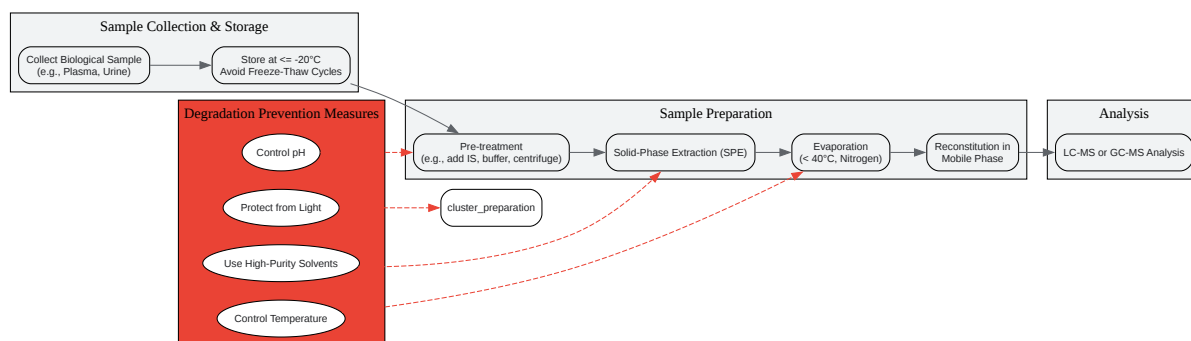 Sample Collection & Storage
Collect Biological Sample
(e.g., Plasma, Urine)
Store at <= -20°C
Avoid Freeze-Thaw Cycles
Degradation Prevention Measures
Control pH
Protect from Light
Use High-Purity Solvents
Control Temperature
Sample Preparation
Pre-treatment
(e.g., add IS, buffer, centrifuge)
Solid-Phase Extraction (SPE)
Evaporation
(< 40°C, Nitrogen)
Reconstitution in
Mobile Phase
cluster_preparation
Analysis
LC-MS or GC-MS Analysis